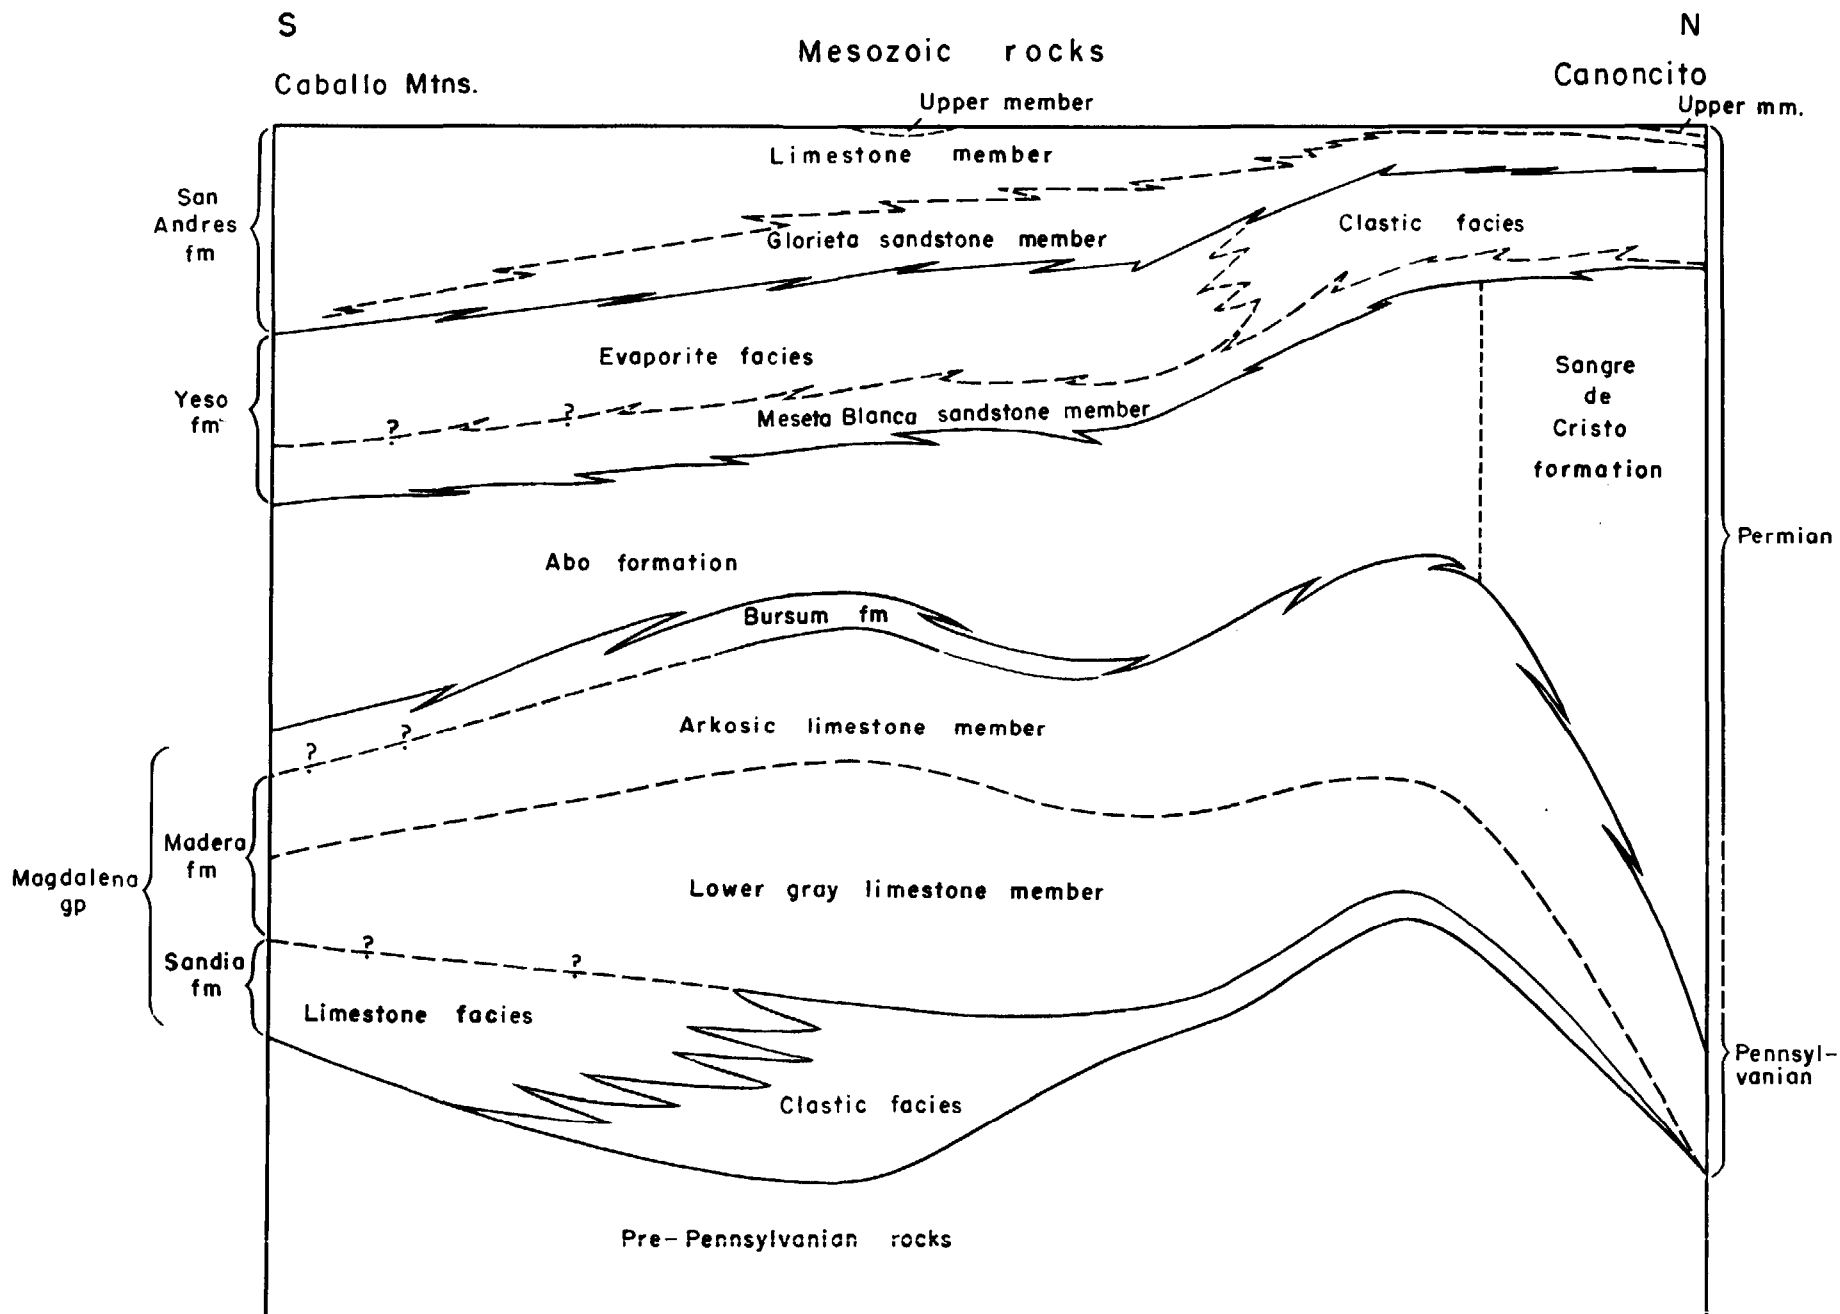 S
N
Mesozoic rocks
Caballo Mtns.
Canoncito
Upper member
Upper mm.
Limestone member
San
Andres
fm
Glorieta sandstone member
Clastic facies
Evaporite facies
Yeso
fm
? ?
Meseta Blanca sandstone member
Sangre
de
Cristo
formation
Permian
Abo formation
Bursum fm
Arkosic limestone member
? ?
Madera
fm
Magdalena
gp
Lower gray limestone member
? ?
Sandia
fm
Limestone facies
Clastic facies
Pennsyl-
vanian
Pre-Pennsylvanian rocks